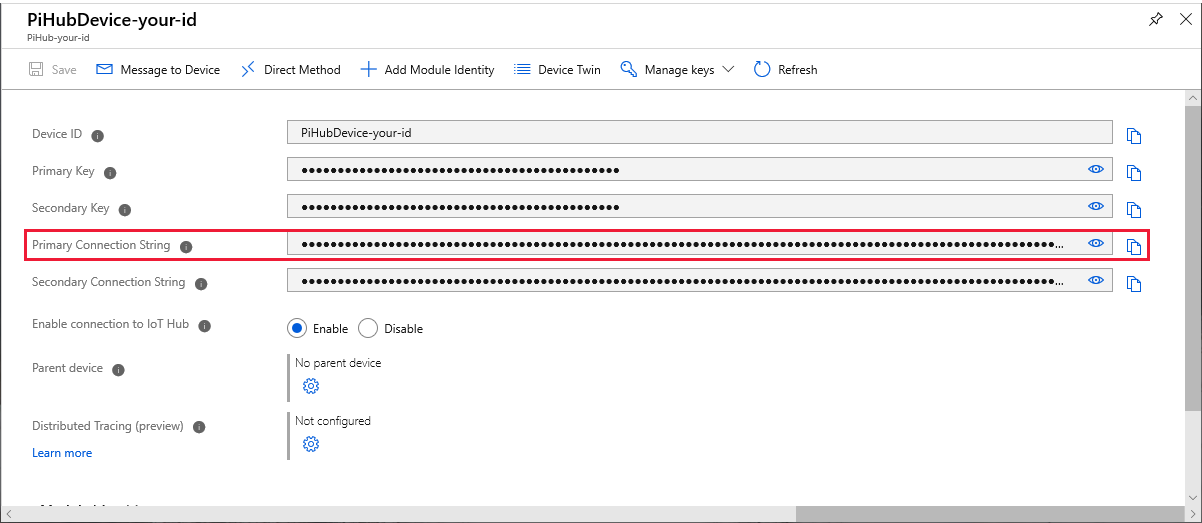 PiHubDevice-your-id
PiHub-your-id
Save Message to Device Direct Method Add Module Identity Device Twin Manage keys Refresh
Device ID PiHubDevice-your-id
Primary Key ••••••••••••••••••••••••••••••••••••••••••••
Secondary Key ••••••••••••••••••••••••••••••••••••••••••••
Primary Connection String ...
Secondary Connection String ...
Enable connection to IoT Hub Enable Disable
Parent device No parent device
Distributed Tracing (preview) Not configured
Learn more